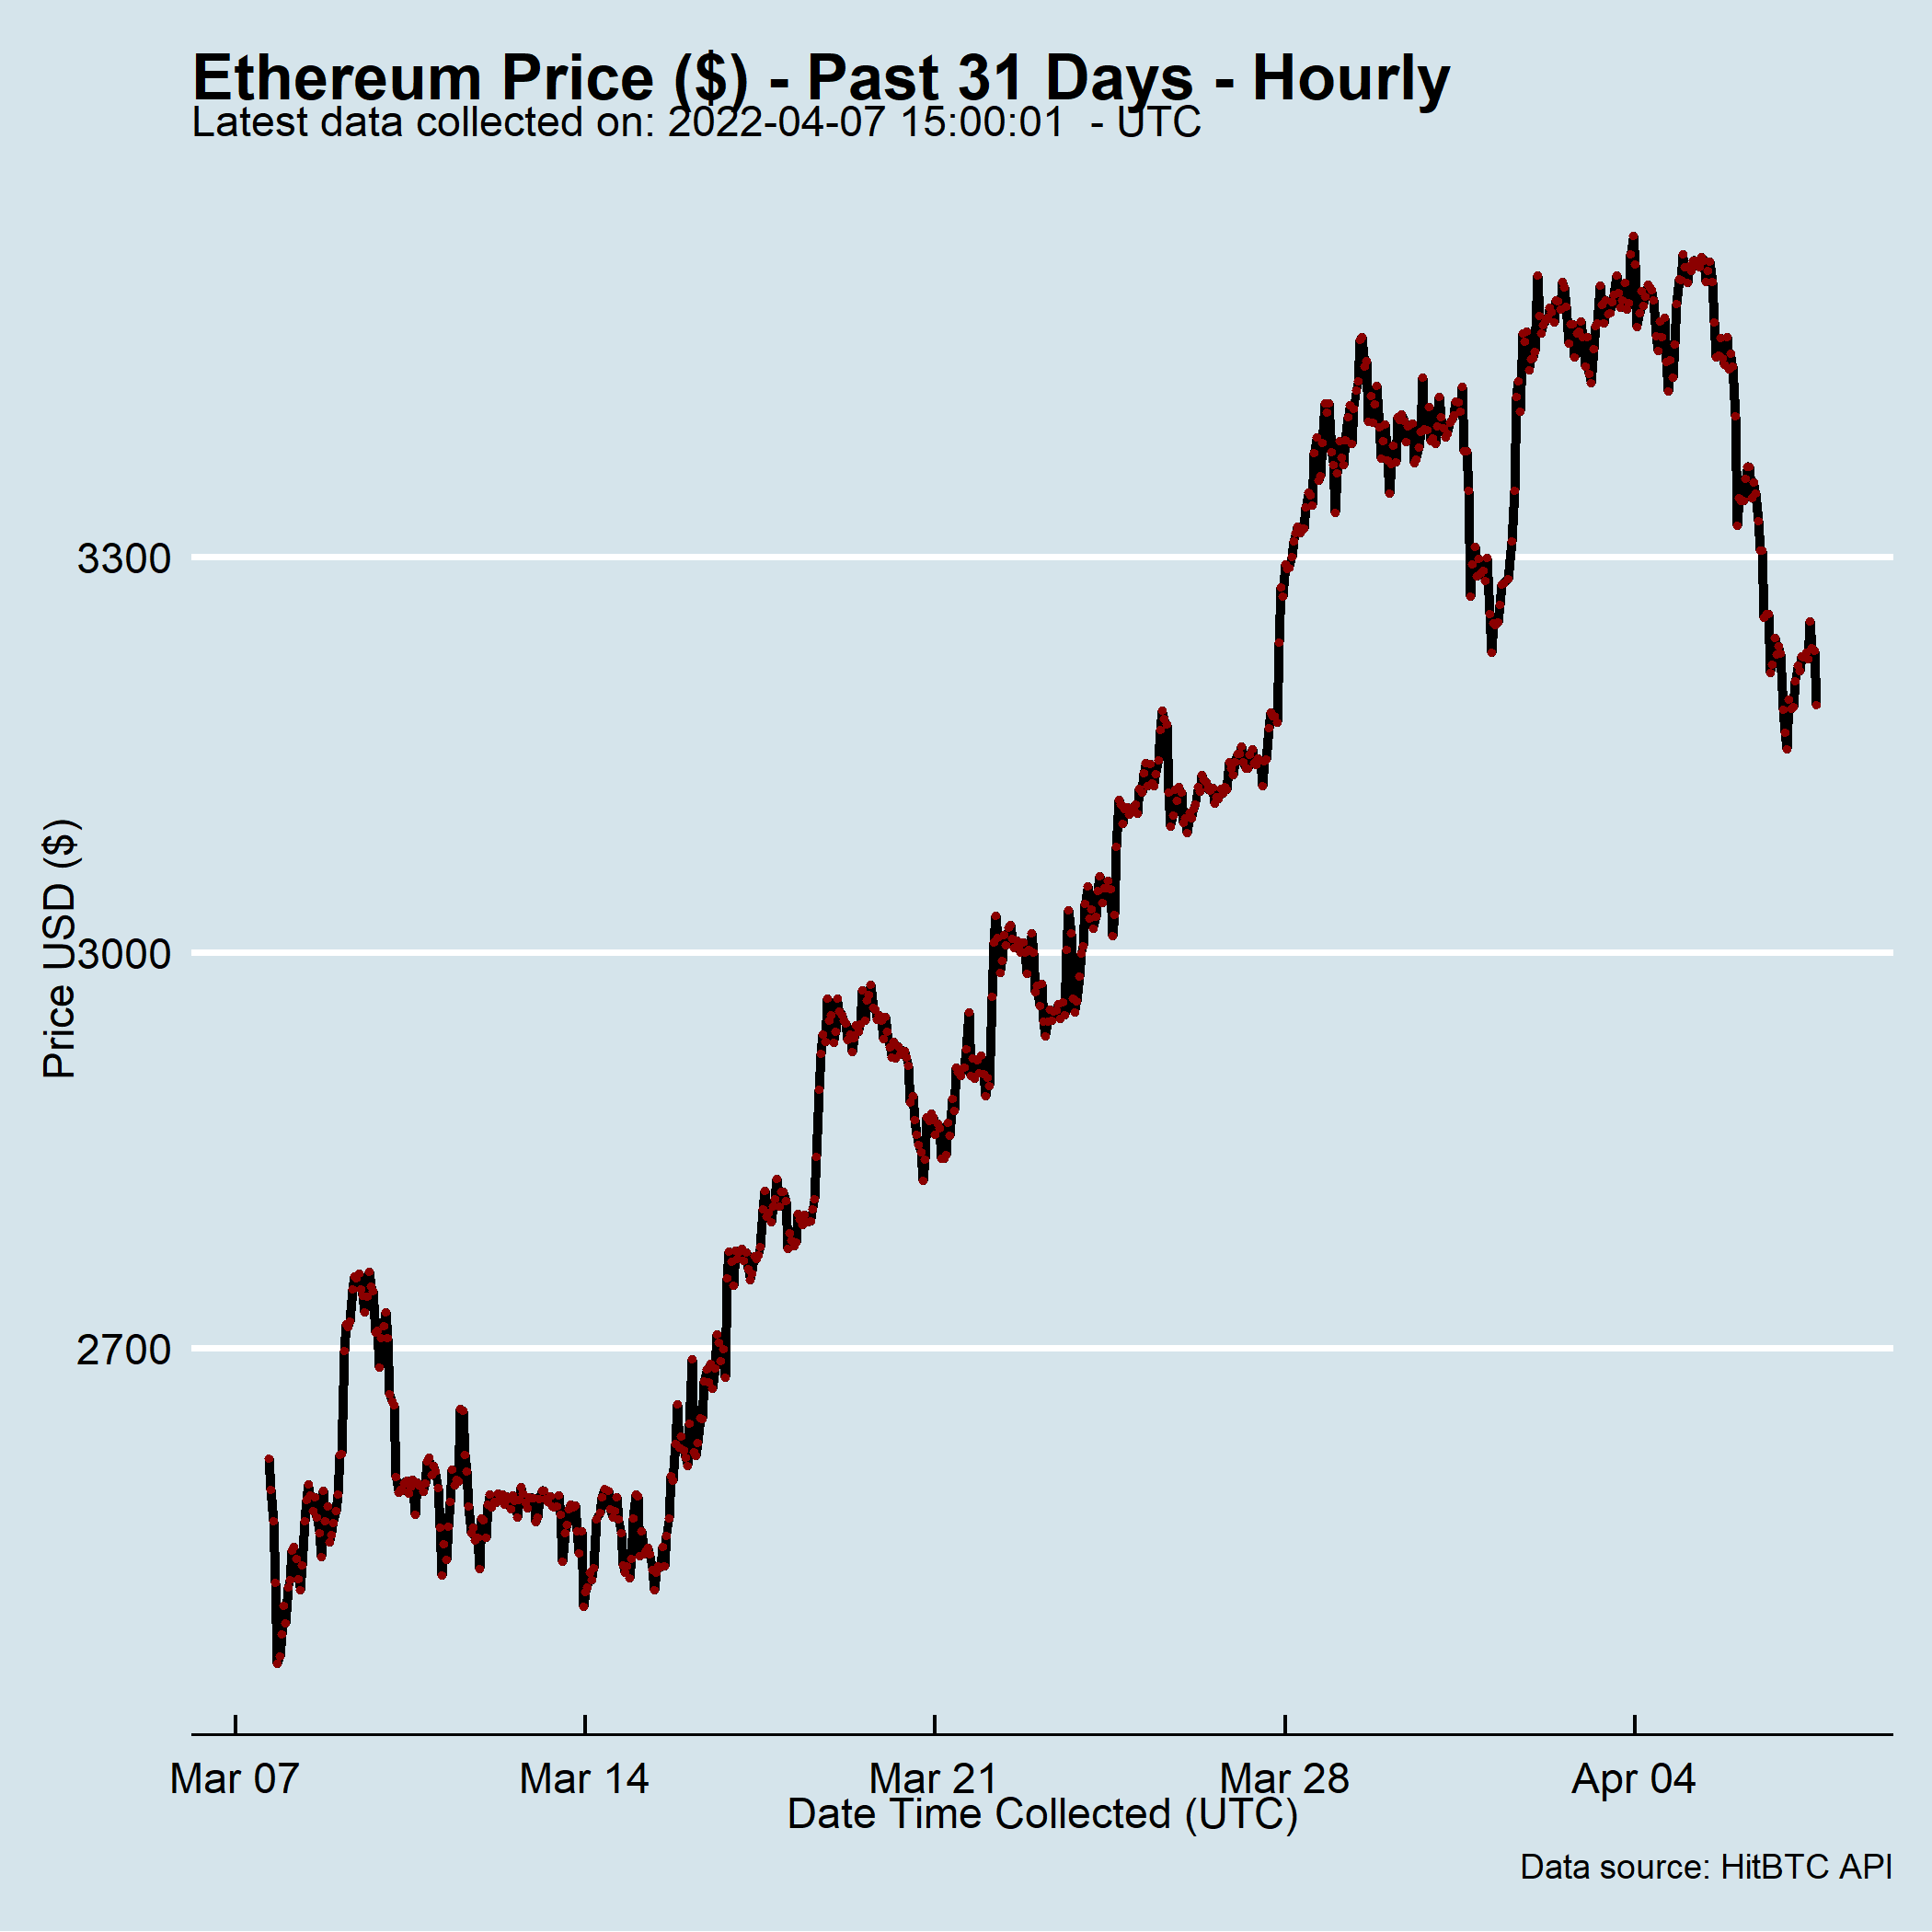 Ethereum Price ($) - Past 31 Days - Hourly
Latest data collected on: 2022-04-07 15:00:01  - UTC
Price USD ($)
3300
3000
2700
Mar 07
Mar 14
Mar 21
Mar 28
Apr 04
Date Time Collected (UTC)
Data source: HitBTC API